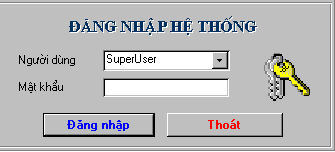 ĐĂNG NHẬP HỆ THỐNG
Người dùng SuperUser
Mật khẩu
Đăng nhập Thoát